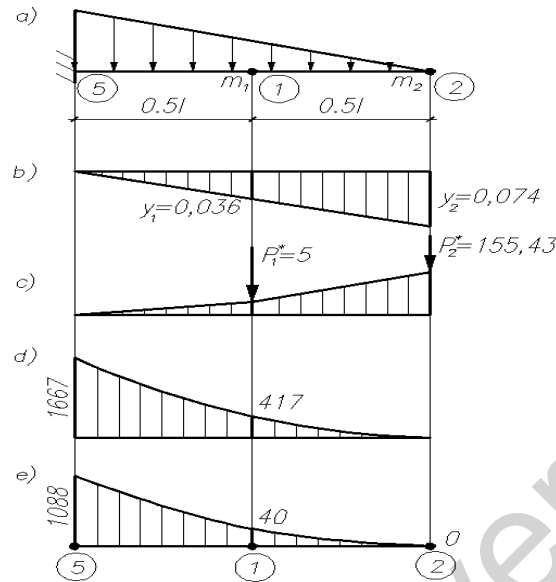 a)
5 m₁ 1 m₂ 2
0.5l 0.5l
b)
y₁=0,036 y₂=0,074
P₁*=5 P₂*=155,43
c)
d)
1667 417
e)
1088 40 0
5 1 2